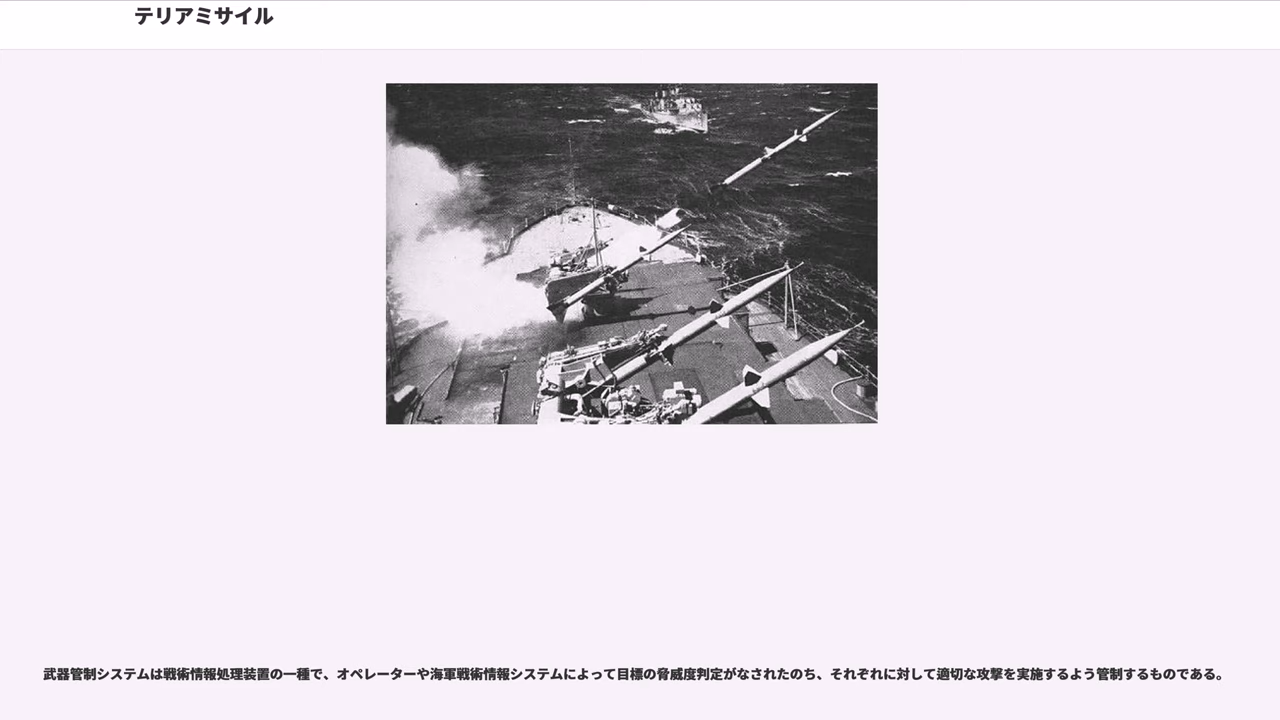 テリアミサイル
武器管制システムは戦術情報処理装置の一種で、オペレーターや海軍戦術情報システムによって目標の脅威度判定がなされたのち、それぞれに対して適切な攻撃を実施するよう管制するものである。